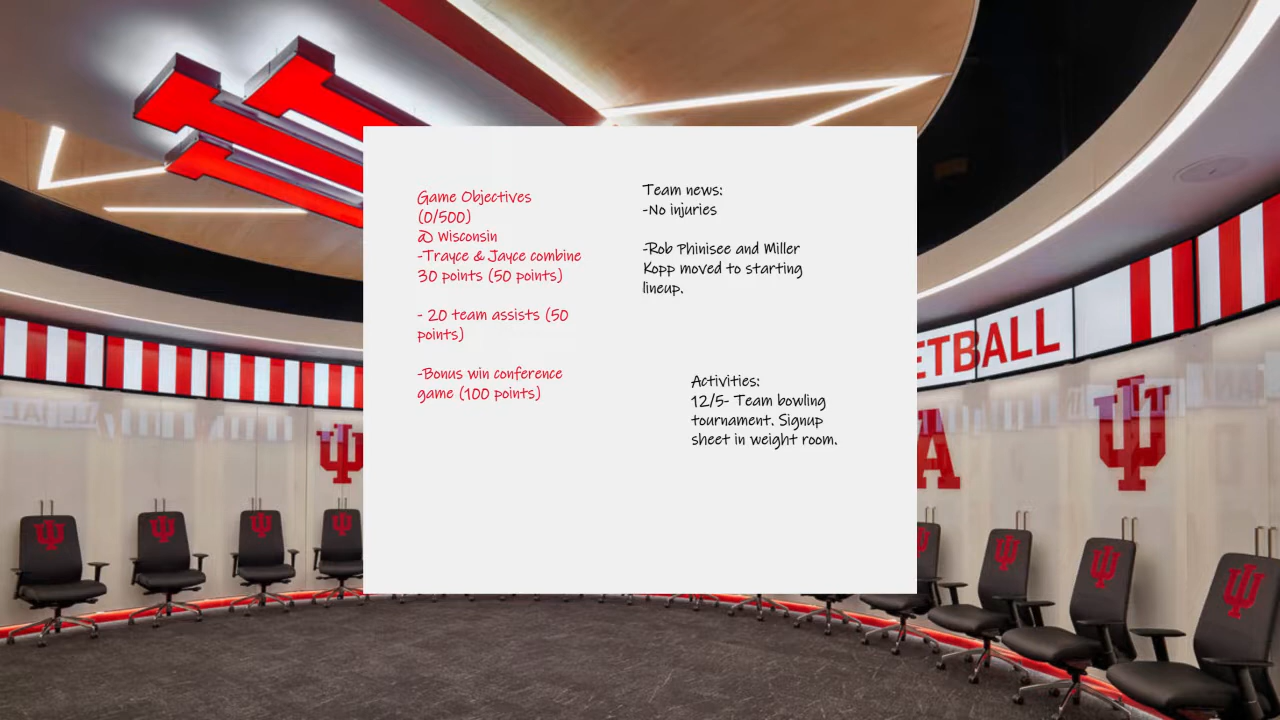 Game Objectives
(0/500)
@ Wisconsin
-Trayce & Jayce combine
30 points (50 points)
- 20 team assists (50
points)
-Bonus win conference
game (100 points)
Team news:
-No injuries
-Rob Phinisee and Miller
Kopp moved to starting
lineup.
Activities:
12/5- Team bowling
tournament. Signup
sheet in weight room.
ETBALL
A